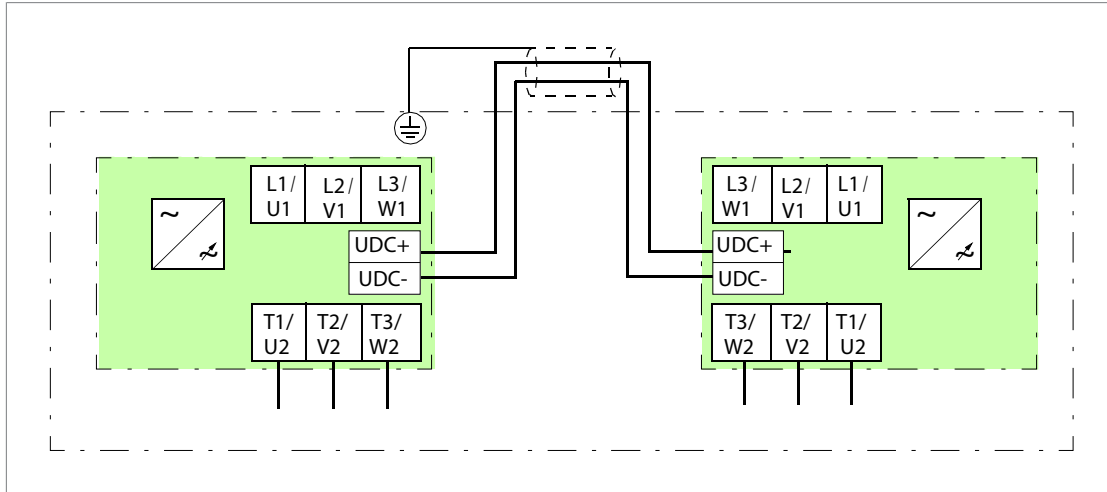 L1/ L2/ L3/
U1 V1 W1
UDC+
UDC-
T1/ T2/ T3/
U2 V2 W2
~
L3/ L2/ L1/
W1 V1 U1
UDC+
UDC-
T3/ T2/ T1/
W2 V2 U2
~